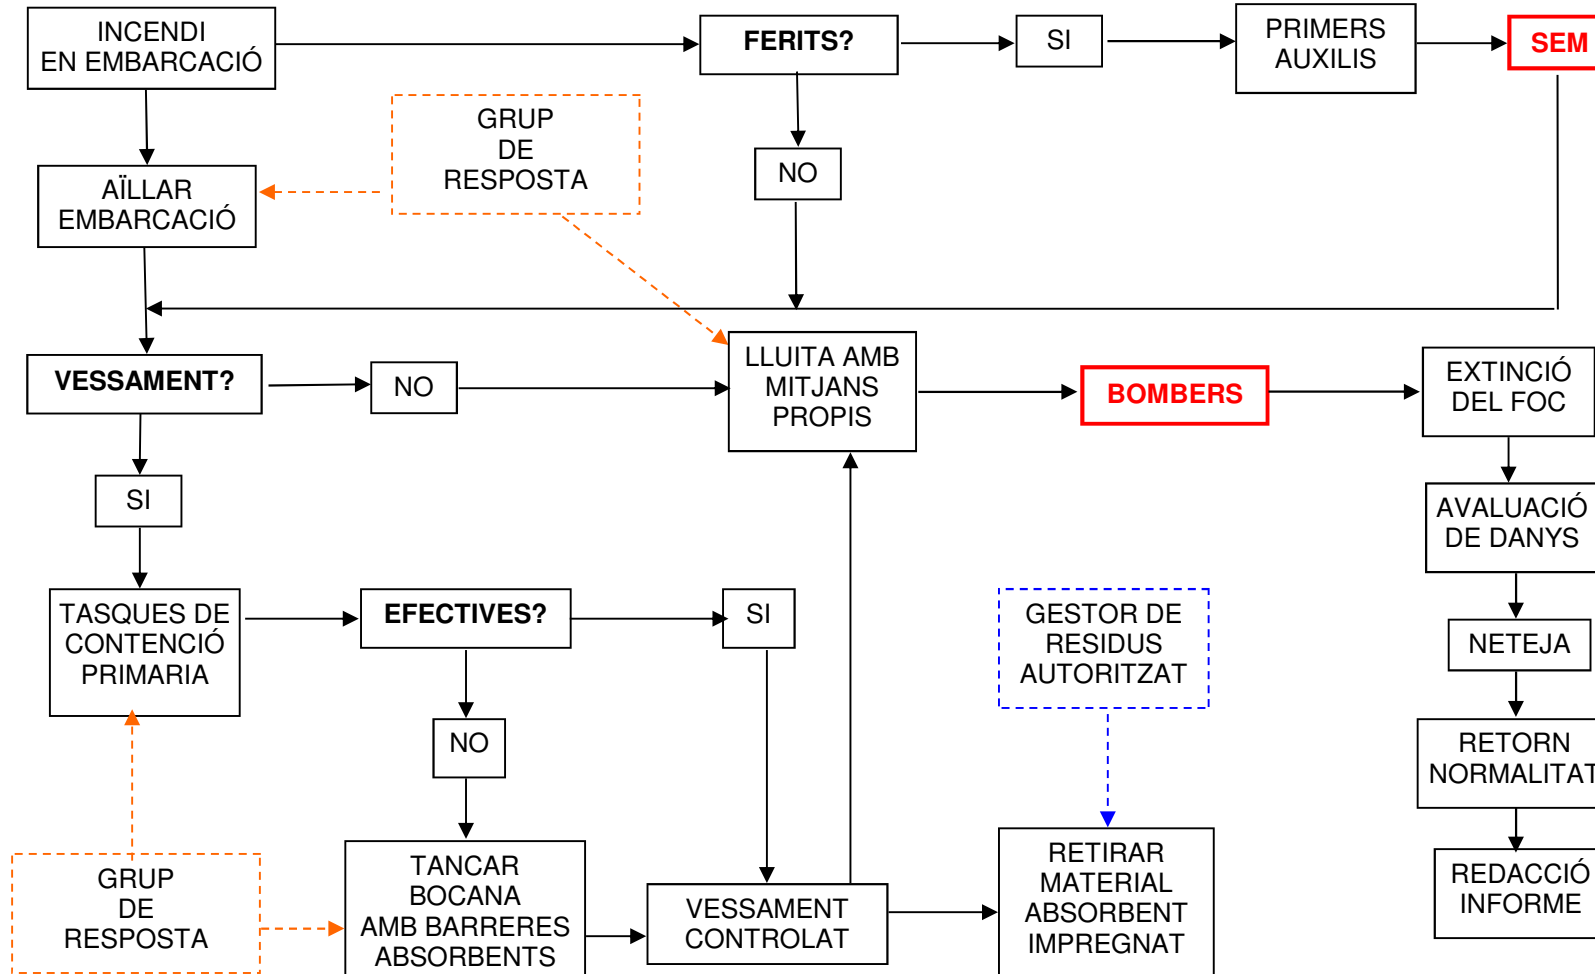 INCENDI
EN EMBARCACIÓ
FERITS?
SI
PRIMERS
AUXILIS
SEM
GRUP
DE
RESPOSTA
NO
AÏLLAR
EMBARCACIÓ
VESSAMENT?
NO
LLUITA AMB
MITJANS
PROPIS
BOMBERS
EXTINCIÓ
DEL FOC
SI
AVALUACIÓ
DE DANYS
TASQUES DE
CONTENCIÓ
PRIMARIA
EFECTIVES?
SI
GESTOR DE
RESIDUS
AUTORITZAT
NETEJA
NO
RETORN
NORMALITAT
GRUP
DE
RESPOSTA
TANCAR
BOCANA
AMB BARRERES
ABSORBENTS
VESSAMENT
CONTROLAT
RETIRAR
MATERIAL
ABSORBENT
IMPREGNAT
REDACCIÓ
INFORME